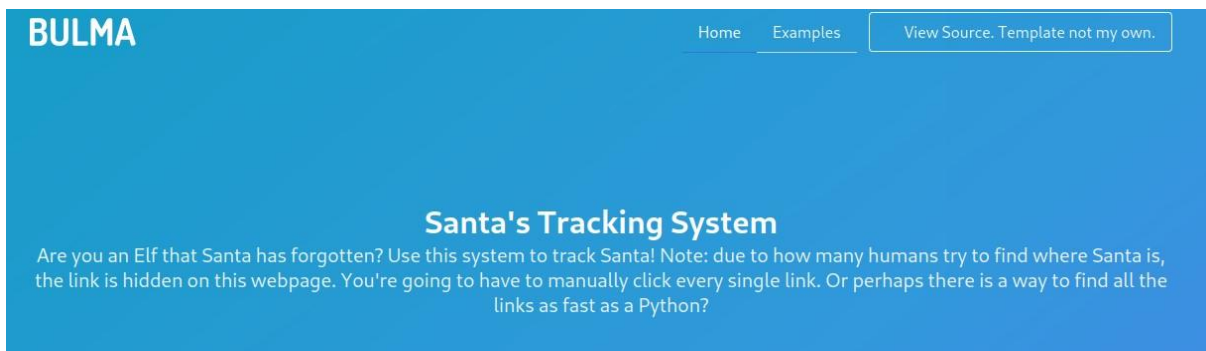 BULMA
Home
Examples
View Source. Template not my own.
Santa's Tracking System
Are you an Elf that Santa has forgotten? Use this system to track Santa! Note: due to how many humans try to find where Santa is,
the link is hidden on this webpage. You're going to have to manually click every single link. Or perhaps there is a way to find all the
links as fast as a Python?